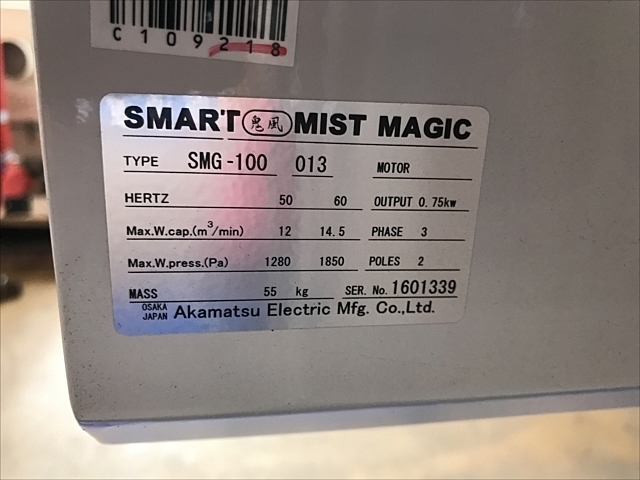 C109218
SMART 鬼風 MIST MAGIC
TYPE SMG-100 013 MOTOR
HERTZ 50 60 OUTPUT 0.75kw
Max.W.cap.(m³/min) 12 14.5 PHASE 3
Max.W.press.(Pa) 1280 1850 POLES 2
MASS 55 kg SER. No. 1601339
OSAKA JAPAN Akamatsu Electric Mfg. Co.,Ltd.